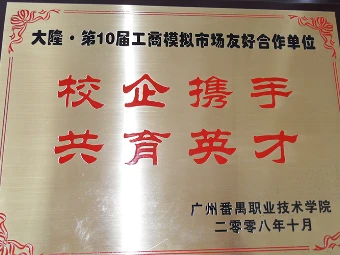 大隆·第10届工商模拟市场友好合作单位
校企携手
共育英才
广州番禺职业技术学院
二零零八年十月